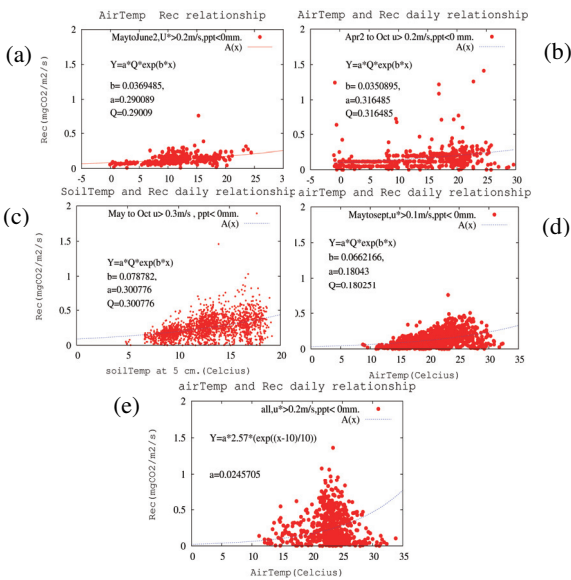 AirTemp Rec relationship
(a)
Rec(mgCO2/m2/s)
2
1.5
1
0.5
0
MaytoJune2,U*>0.2m/s,ppt<0mm.
A(x)
Y=a*Q*exp(b*x)
b= 0.0369485,
a=0.290089
Q=0.29009
-5 0 5 10 15 20 25 30
airTemp and Rec daily relationship
(b)
2
1.5
1
0.5
0
Apr2 to Oct u> 0.2m/s,ppt<0 mm.
A(x)
Y=a*Q*exp(b*x)
b= 0.0350895,
a=0.316485
Q=0.316485
-5 0 5 10 15 20 25 30
SoilTemp and Rec daily relationship
(c)
Rec(mgCO2/m2/s)
2
1.5
1
0.5
0
May to Oct u> 0.3m/s , ppt< 0mm.
A(x)
Y=a*Q*exp(b*x)
b= 0.078782,
a=0.300776
Q=0.300776
0 5 10 15 20
soilTemp at 5 cm.(Celcius)
airTemp and Rec daily relationship
(d)
2
1.5
1
0.5
0
Maytosept,u*>0.1m/s,ppt<0mm.
A(x)
Y=a*Q*exp(b*x)
b= 0.0662166,
a=0.18043
Q=0.180251
0 5 10 15 20 25 30 35
AirTemp(Celcius)
airTemp and Rec daily relationship
(e)
Rec(mgCO2/m2/s)
2
1.5
1
0.5
0
all,u*>0.2m/s,ppt< 0mm.
A(x)
Y=a*2.57*(exp((x-10)/10))
a=0.0245705
0 5 10 15 20 25 30 35
AirTemp(Celcius)